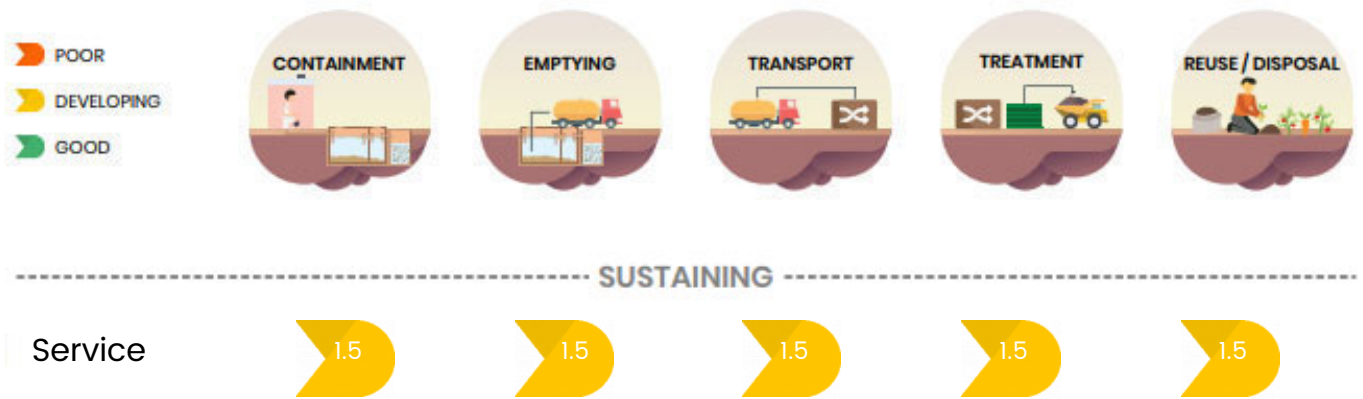 POOR
DEVELOPING
GOOD
CONTAINMENT
EMPTYING
TRANSPORT
TREATMENT
REUSE / DISPOSAL
SUSTAINING
Service
1.5
1.5
1.5
1.5
1.5